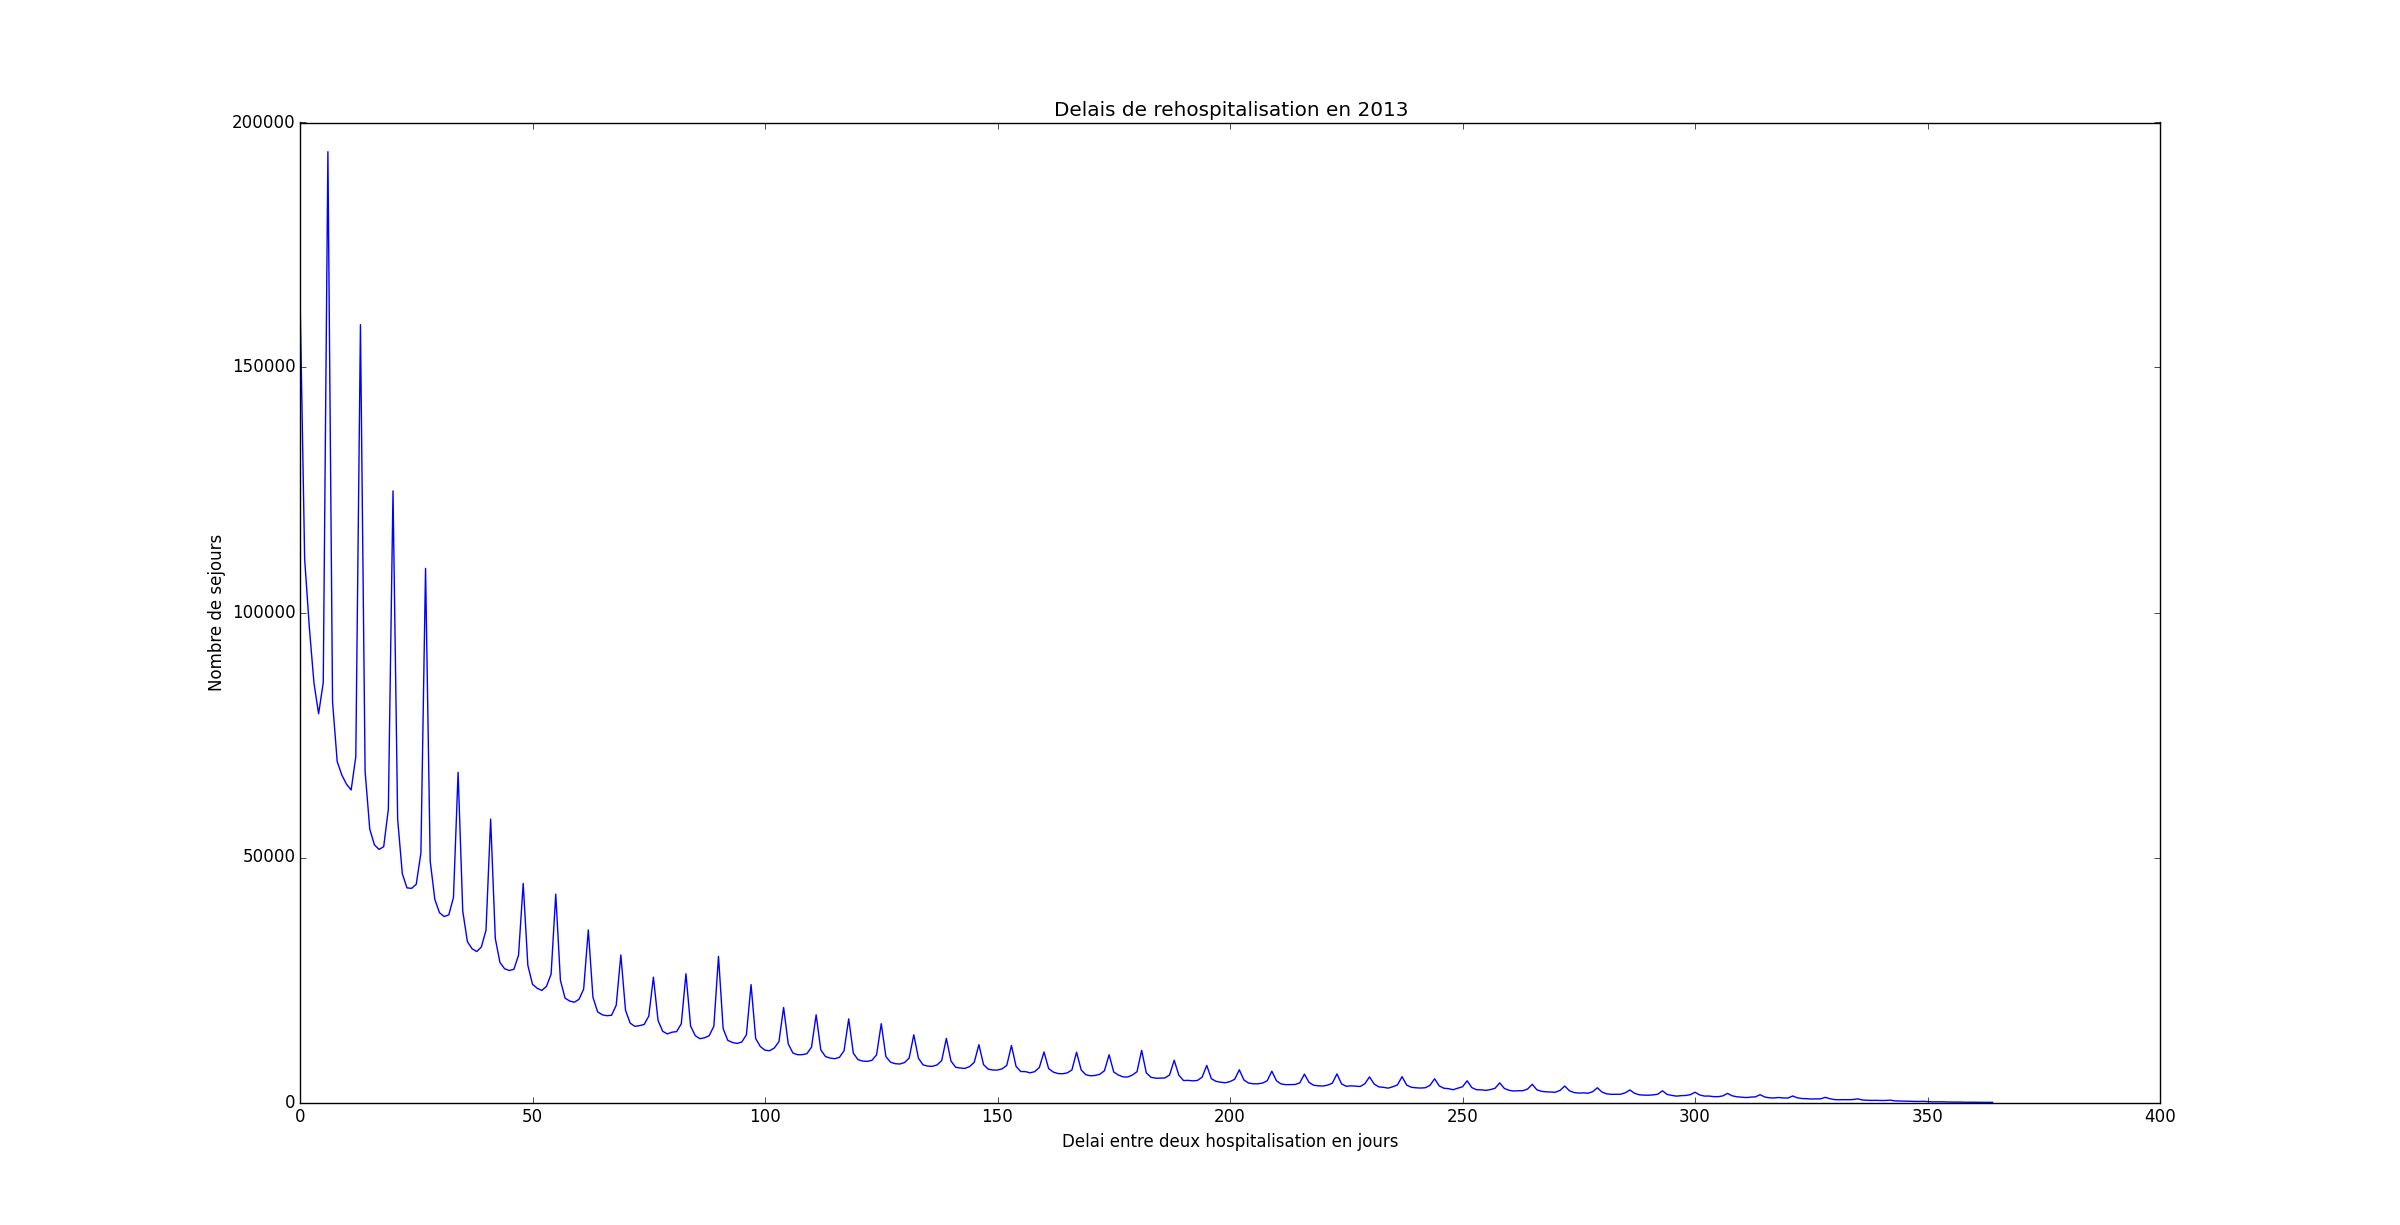 Delais de rehospitalisation en 2013
200000
150000
100000
50000
0
Nombre de sejours
0 50 100 150 200 250 300 350 400
Delai entre deux hospitalisation en jours